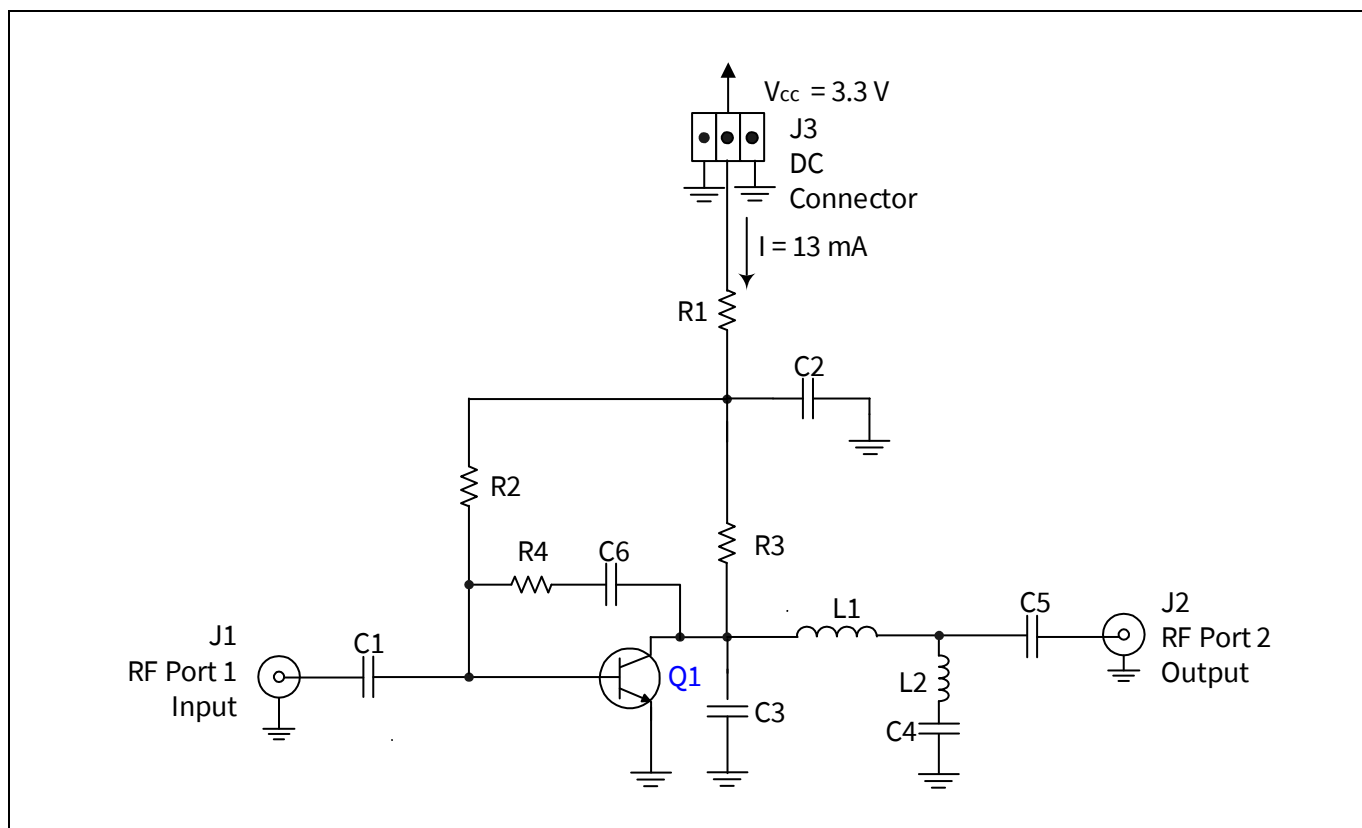 Vcc = 3.3 V
J3
DC
Connector
I = 13 mA
R1
C2
R2
R3
R4
C6
L1
C5
J2
RF Port 2
Output
J1
RF Port 1
Input
C1
Q1
L2
C3
C4